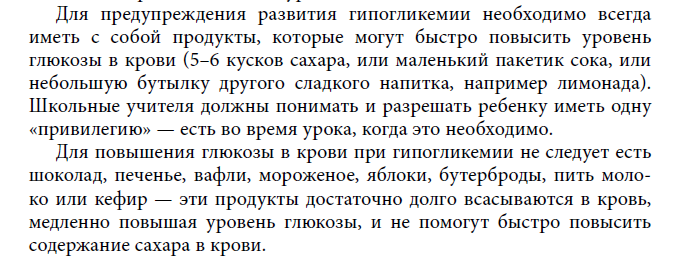 Для предупреждения развития гипогликемии необходимо всегда
иметь с собой продукты, которые могут быстро повысить уровень
глюкозы в крови (5–6 кусков сахара, или маленький пакетик сока, или
небольшую бутылку другого сладкого напитка, например лимонада).
Школьные учителя должны понимать и разрешать ребенку иметь одну
«привилегию» — есть во время урока, когда это необходимо.
Для повышения глюкозы в крови при гипогликемии не следует есть
шоколад, печенье, вафли, мороженое, яблоки, бутерброды, пить моло-
ко или кефир — эти продукты достаточно долго всасываются в кровь,
медленно повышая уровень глюкозы, и не помогут быстро повысить
содержание сахара в крови.